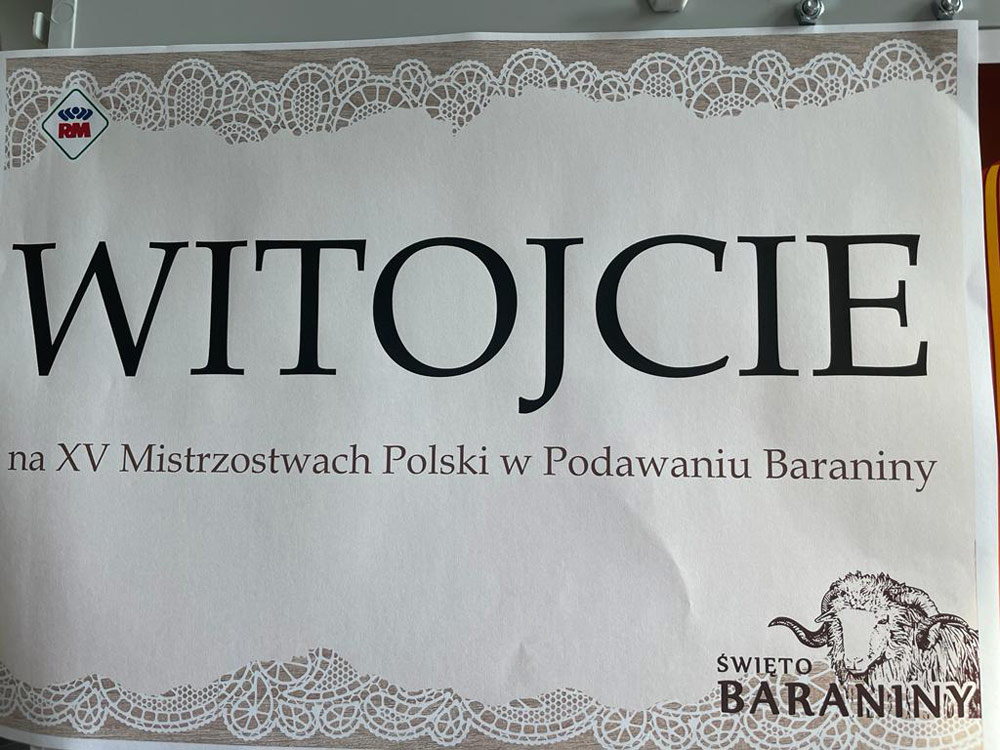 RM
WITOJCIE
na XV Mistrzostwach Polski w Podawaniu Baraniny
ŚWIĘTO
BARANINY